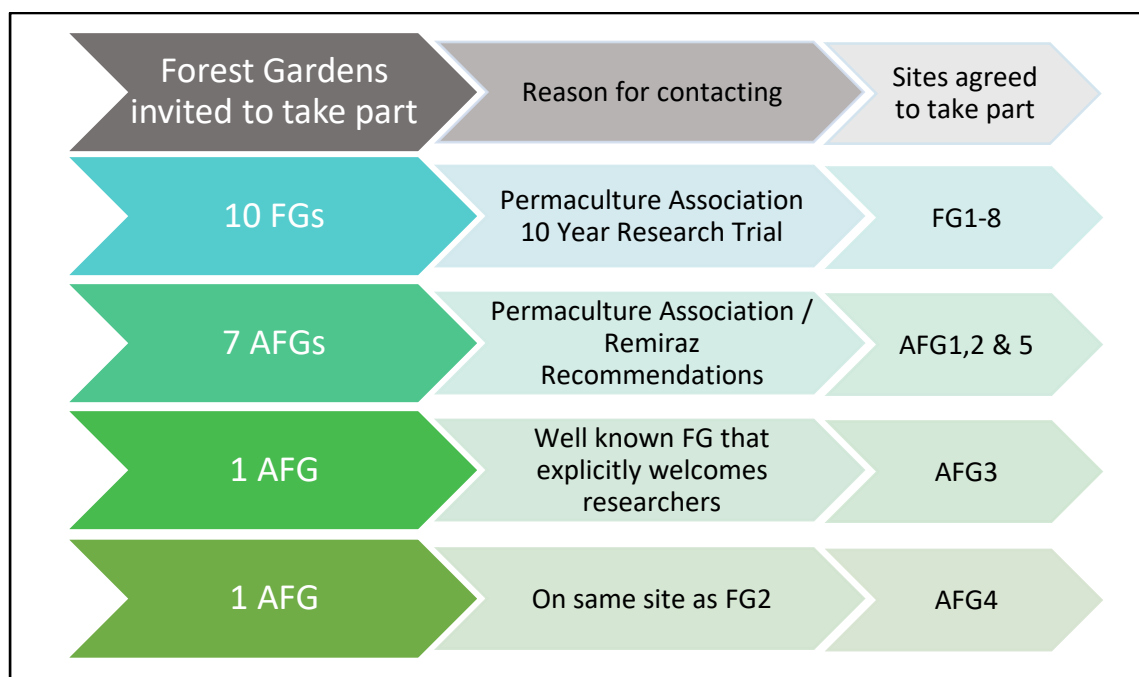 Forest Gardens
invited to take part
Reason for contacting
Sites agreed
to take part
10 FGs
Permaculture Association
10 Year Research Trial
FG1-8
7 AFGs
Permaculture Association /
Remiraz
Recommendations
AFG1,2 & 5
1 AFG
Well known FG that
explicitly welcomes
researchers
AFG3
1 AFG
On same site as FG2
AFG4